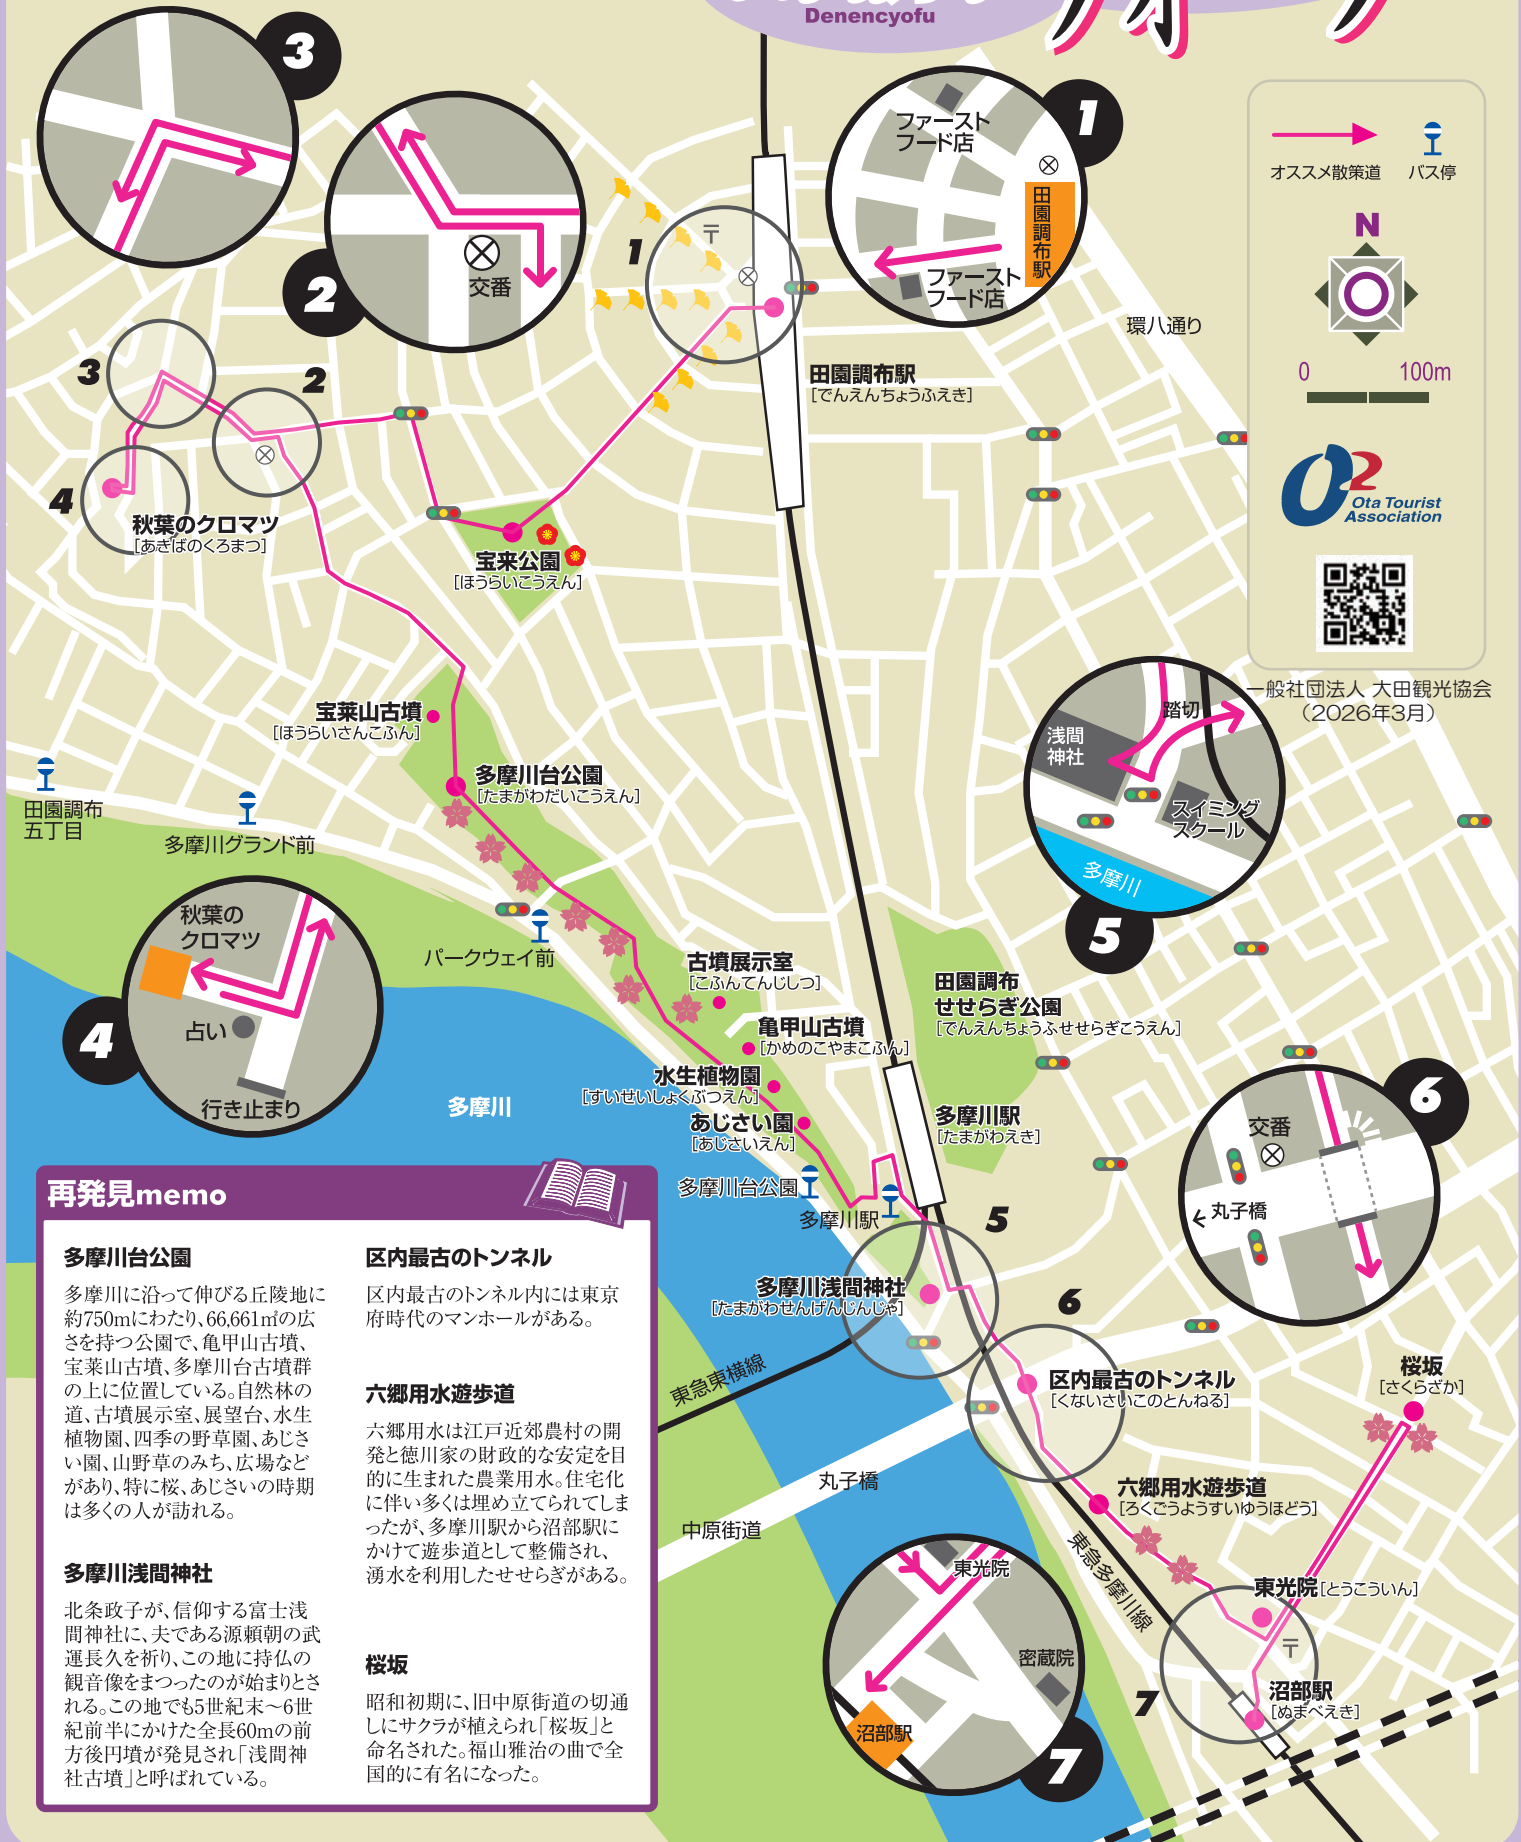 Denencyofu
ウォーク
3
2
交番
1
ファースト
フード店
田園調布駅
ファースト
フード店
オススメ散策道
バス停
N
0
100m
Ota Tourist
Association
一般社団法人 大田観光協会
（2026年3月）
環八通り
1
〒
田園調布駅
[でんえんちょうふえき]
3
2
4
秋葉のクロマツ
[あきばのくろまつ]
宝来公園
[ほうらいこうえん]
宝莱山古墳
[ほうらいさんこふん]
多摩川台公園
[たまがわだいこうえん]
田園調布
五丁目
多摩川グランド前
パークウェイ前
5
踏切
浅間
神社
スイミング
スクール
多摩川
4
秋葉の
クロマツ
占い
行き止まり
古墳展示室
[こふんてんじしつ]
亀甲山古墳
[かめのこやまこふん]
水生植物園
[すいせいしょくぶつえん]
あじさい園
[あじさいえん]
多摩川
田園調布
せせらぎ公園
[でんえんちょうふせせらぎこうえん]
多摩川駅
[たまがわえき]
多摩川台公園
多摩川駅
5
多摩川浅間神社
[たまがわせんげんじんじゃ]
6
6
交番
丸子橋
東急東横線
区内最古のトンネル
[くないさいこのとんねる]
桜坂
[さくらざか]
丸子橋
中原街道
六郷用水遊歩道
[ろくごうようすいゆうほどう]
東急多摩川線
東光院[とうこういん]
〒
沼部駅
[ぬまべえき]
7
7
東光院
密蔵院
沼部駅
再発見memo
多摩川台公園
多摩川に沿って伸びる丘陵地に
約750mにわたり、66,661㎡の広
さを持つ公園で、亀甲山古墳、
宝莱山古墳、多摩川台古墳群
の上に位置している。自然林の
道、古墳展示室、展望台、水生
植物園、四季の野草園、あじさ
い園、山野草のみち、広場など
があり、特に桜、あじさいの時期
は多くの人が訪れる。
多摩川浅間神社
北条政子が、信仰する富士浅
間神社に、夫である源頼朝の武
運長久を祈り、この地に持仏の
観音像をまつったのが始まりとさ
れる。この地でも5世紀末～6世
紀前半にかけた全長60mの前
方後円墳が発見され「浅間神
社古墳」と呼ばれている。
区内最古のトンネル
区内最古のトンネル内には東京
府時代のマンホールがある。
六郷用水遊歩道
六郷用水は江戸近郊農村の開
発と徳川家の財政的な安定を目
的に生まれた農業用水。住宅化
に伴い多くは埋め立てられてしま
ったが、多摩川駅から沼部駅に
かけて遊歩道として整備され、
湧水を利用したせせらぎがある。
桜坂
昭和初期に、旧中原街道の切通
しにサクラが植えられ「桜坂」と
命名された。福山雅治の曲で全
国的に有名になった。